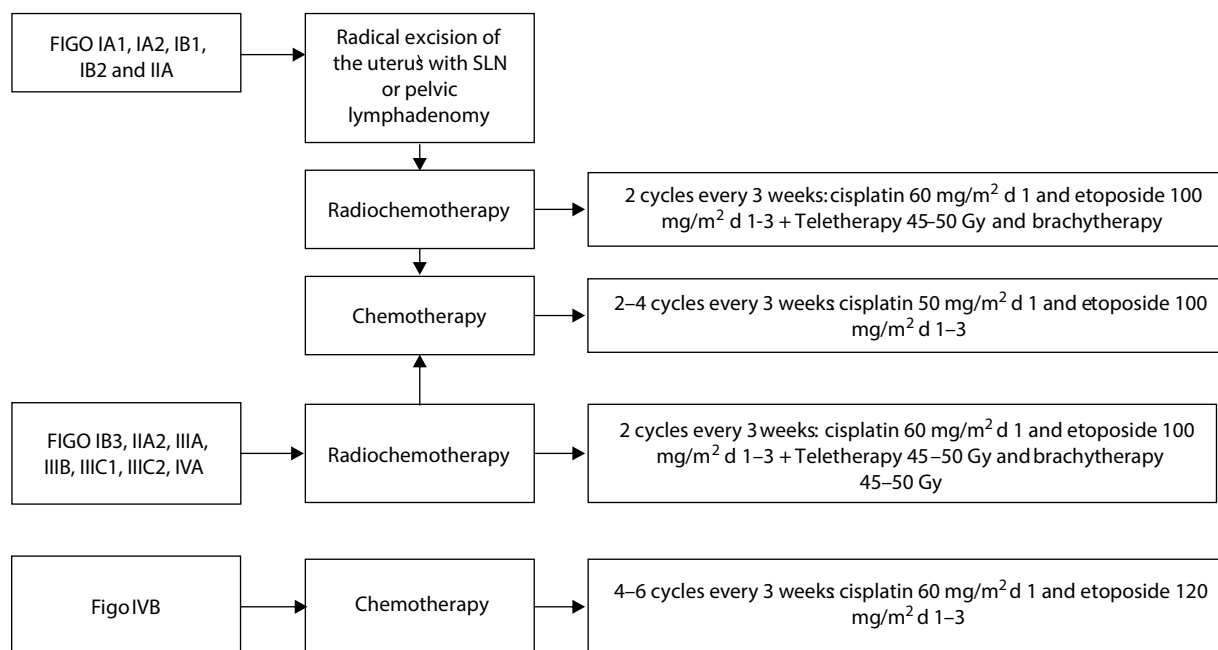 FIGO IA1, IA2, IB1,
IB2 and IIA
Radical excision of
the uterus̀ with SLN
or pelvic
lymphadenomy
Radiochemotherapy
2 cycles every 3 weeks: cisplatin 60 mg/m² d 1 and etoposide 100
mg/m² d 1-3 + Teletherapy 45–50 Gy and brachytherapy
Chemotherapy
2–4 cycles every 3 weeks: cisplatin 50 mg/m² d 1 and etoposide 100
mg/m² d 1–3
FIGO IB3, IIA2, IIIA,
IIIB, IIIC1, IIIC2, IVA
Radiochemotherapy
2 cycles every 3 weeks: cisplatin 60 mg/m² d 1 and etoposide 100
mg/m² d 1–3 + Teletherapy 45–50 Gy and brachytherapy
45–50 Gy
Figo IVB
Chemotherapy
4–6 cycles every 3 weeks: cisplatin 60 mg/m² d 1 and etoposide 120
mg/m² d 1–3